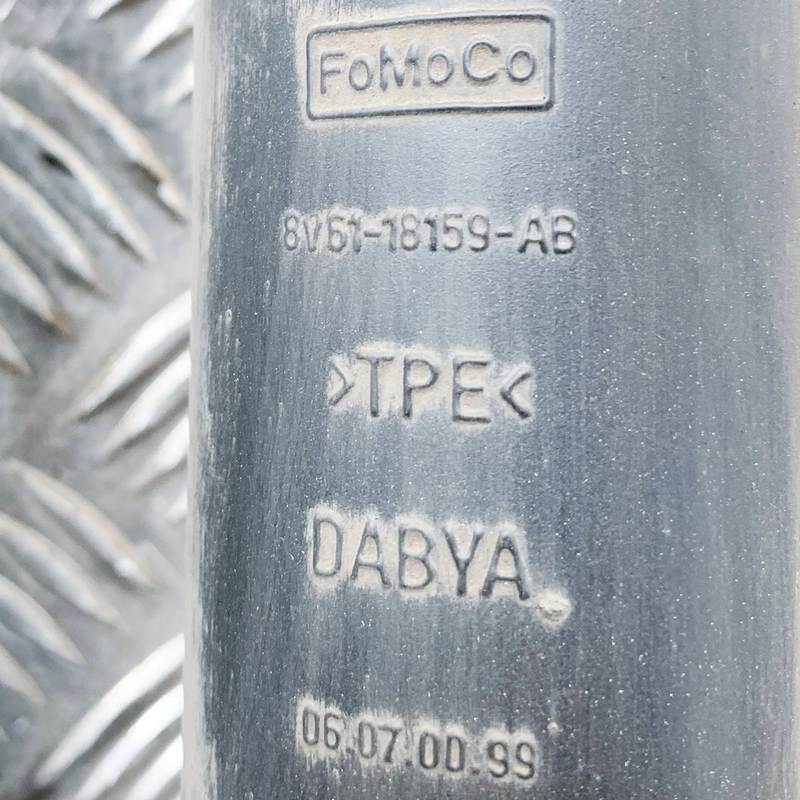 FoMoCo
8V61-18159-AB
>TPE<
DABYA
06.07.00.99